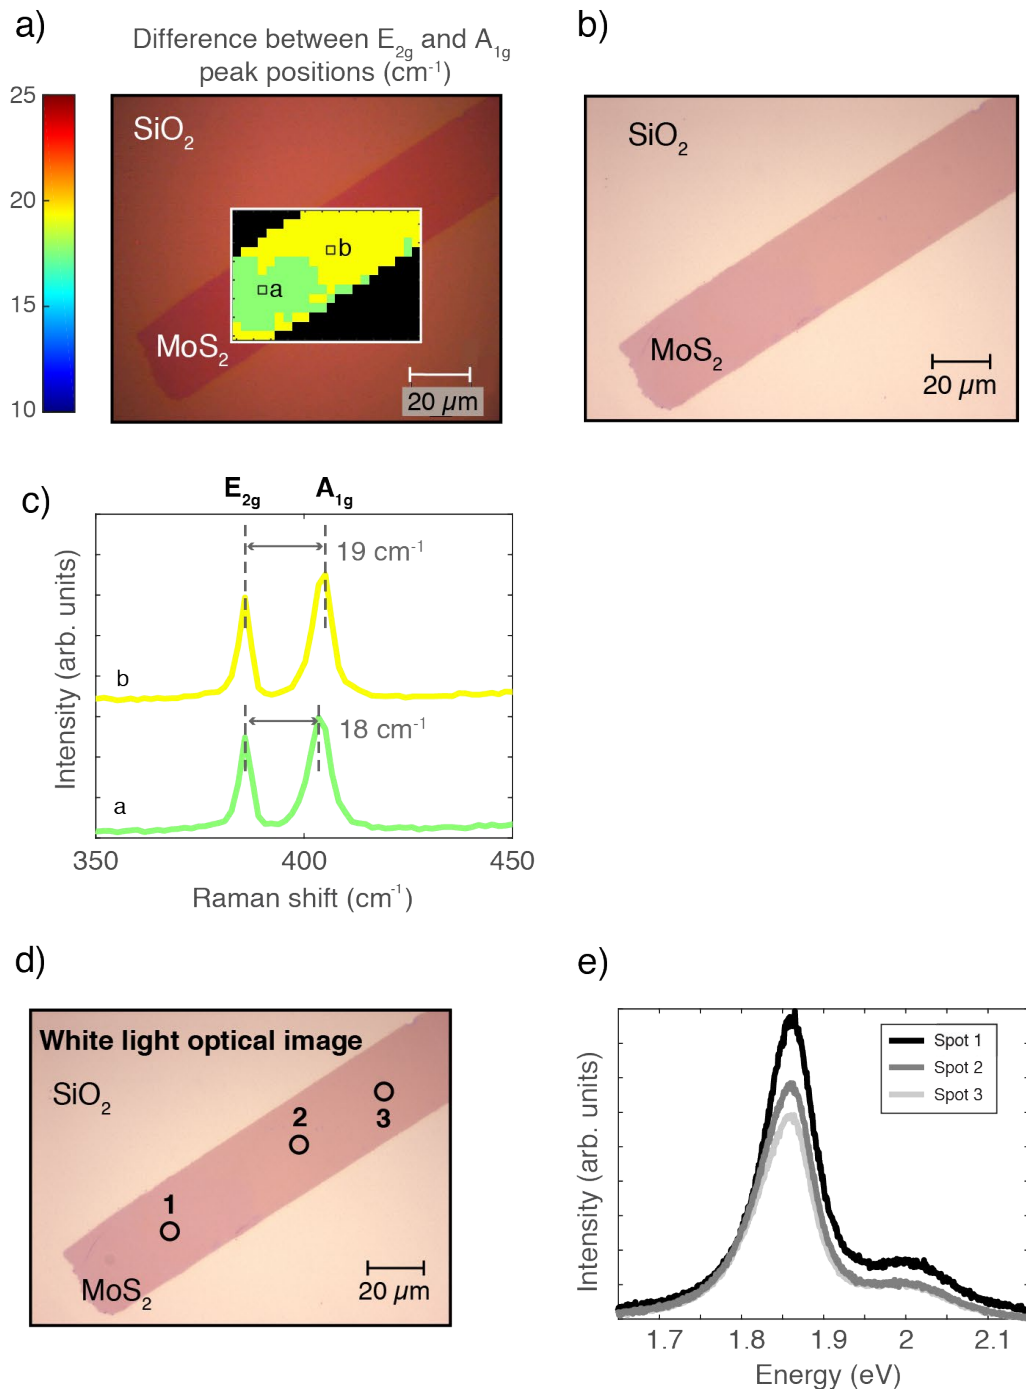 a)
Difference between E2g and A1g
peak positions (cm-1)
25
20
15
10
SiO2
b
a
MoS2
20 µm
b)
SiO2
MoS2
20 µm
c)
E2g A1g
19 cm-1
b
18 cm-1
a
Intensity (arb. units)
350 400 450
Raman shift (cm-1)
d)
White light optical image
SiO2
3
2
1
MoS2
20 µm
e)
Spot 1
Spot 2
Spot 3
Intensity (arb. units)
1.7 1.8 1.9 2 2.1
Energy (eV)